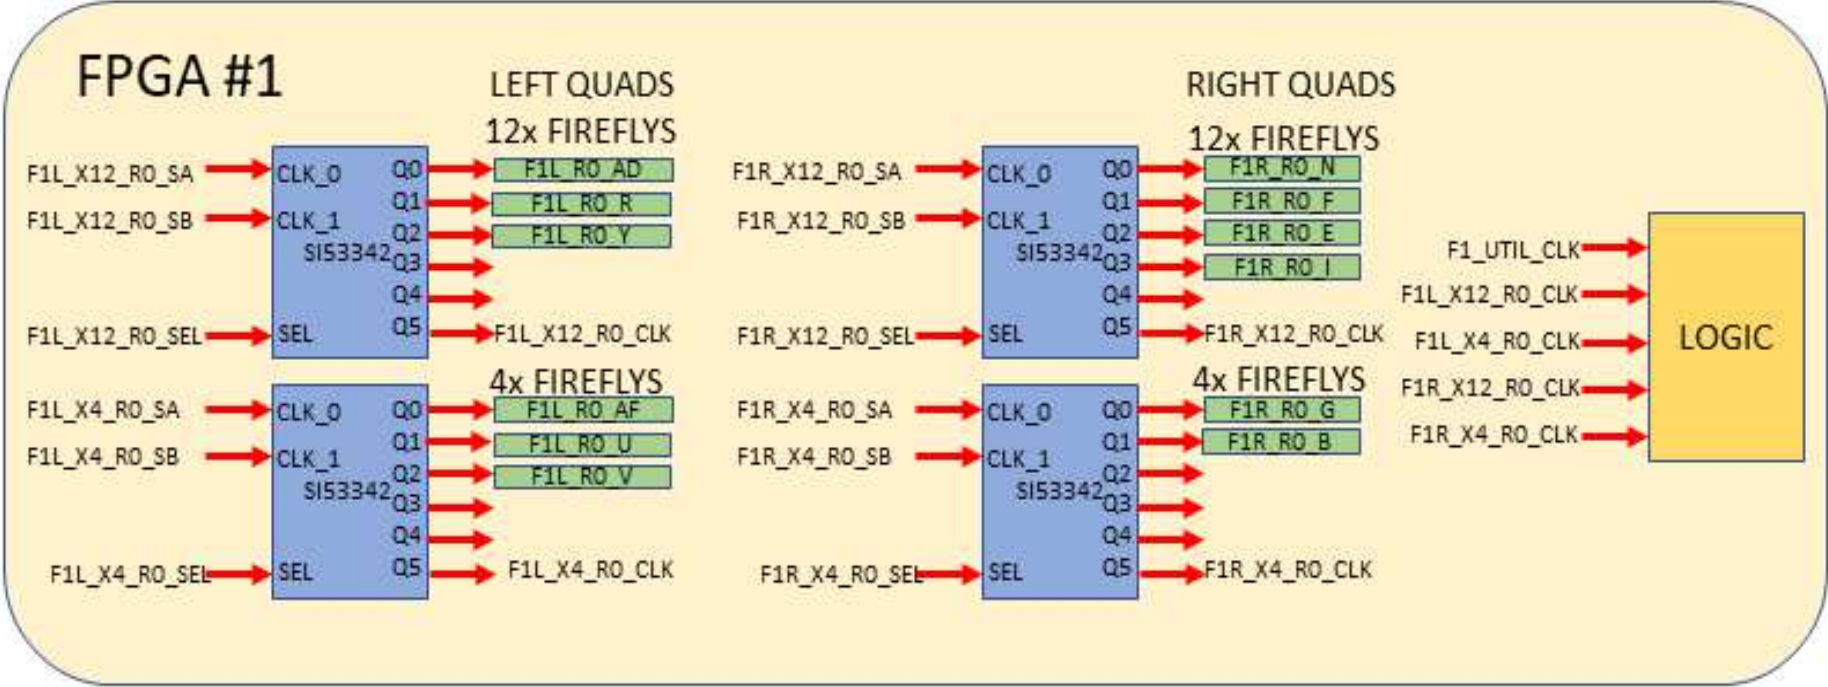 FPGA #1
LEFT QUADS
12x FIREFLYS
F1L_X12_R0_SA
F1L_X12_R0_SB
F1L_X12_R0_SEL
CLK_0
CLK_1
SI53342
SEL
Q0
Q1
Q2
Q3
Q4
Q5
F1L_R0_AD
F1L_R0_R
F1L_R0_Y
F1L_X12_R0_CLK
4x FIREFLYS
F1L_X4_R0_SA
F1L_X4_R0_SB
F1L_X4_R0_SEL
CLK_0
CLK_1
SI53342
SEL
Q0
Q1
Q2
Q3
Q4
Q5
F1L_R0_AF
F1L_R0_U
F1L_R0_V
F1L_X4_R0_CLK
RIGHT QUADS
12x FIREFLYS
F1R_X12_R0_SA
F1R_X12_R0_SB
F1R_X12_R0_SEL
CLK_0
CLK_1
SI53342
SEL
Q0
Q1
Q2
Q3
Q4
Q5
F1R_R0_N
F1R_R0_F
F1R_R0_E
F1R_R0_I
F1R_X12_R0_CLK
4x FIREFLYS
F1R_X4_R0_SA
F1R_X4_R0_SB
F1R_X4_R0_SEL
CLK_0
CLK_1
SI53342
SEL
Q0
Q1
Q2
Q3
Q4
Q5
F1R_R0_G
F1R_R0_B
F1R_X4_R0_CLK
F1_UTIL_CLK
F1L_X12_R0_CLK
F1L_X4_R0_CLK
F1R_X12_R0_CLK
F1R_X4_R0_CLK
LOGIC